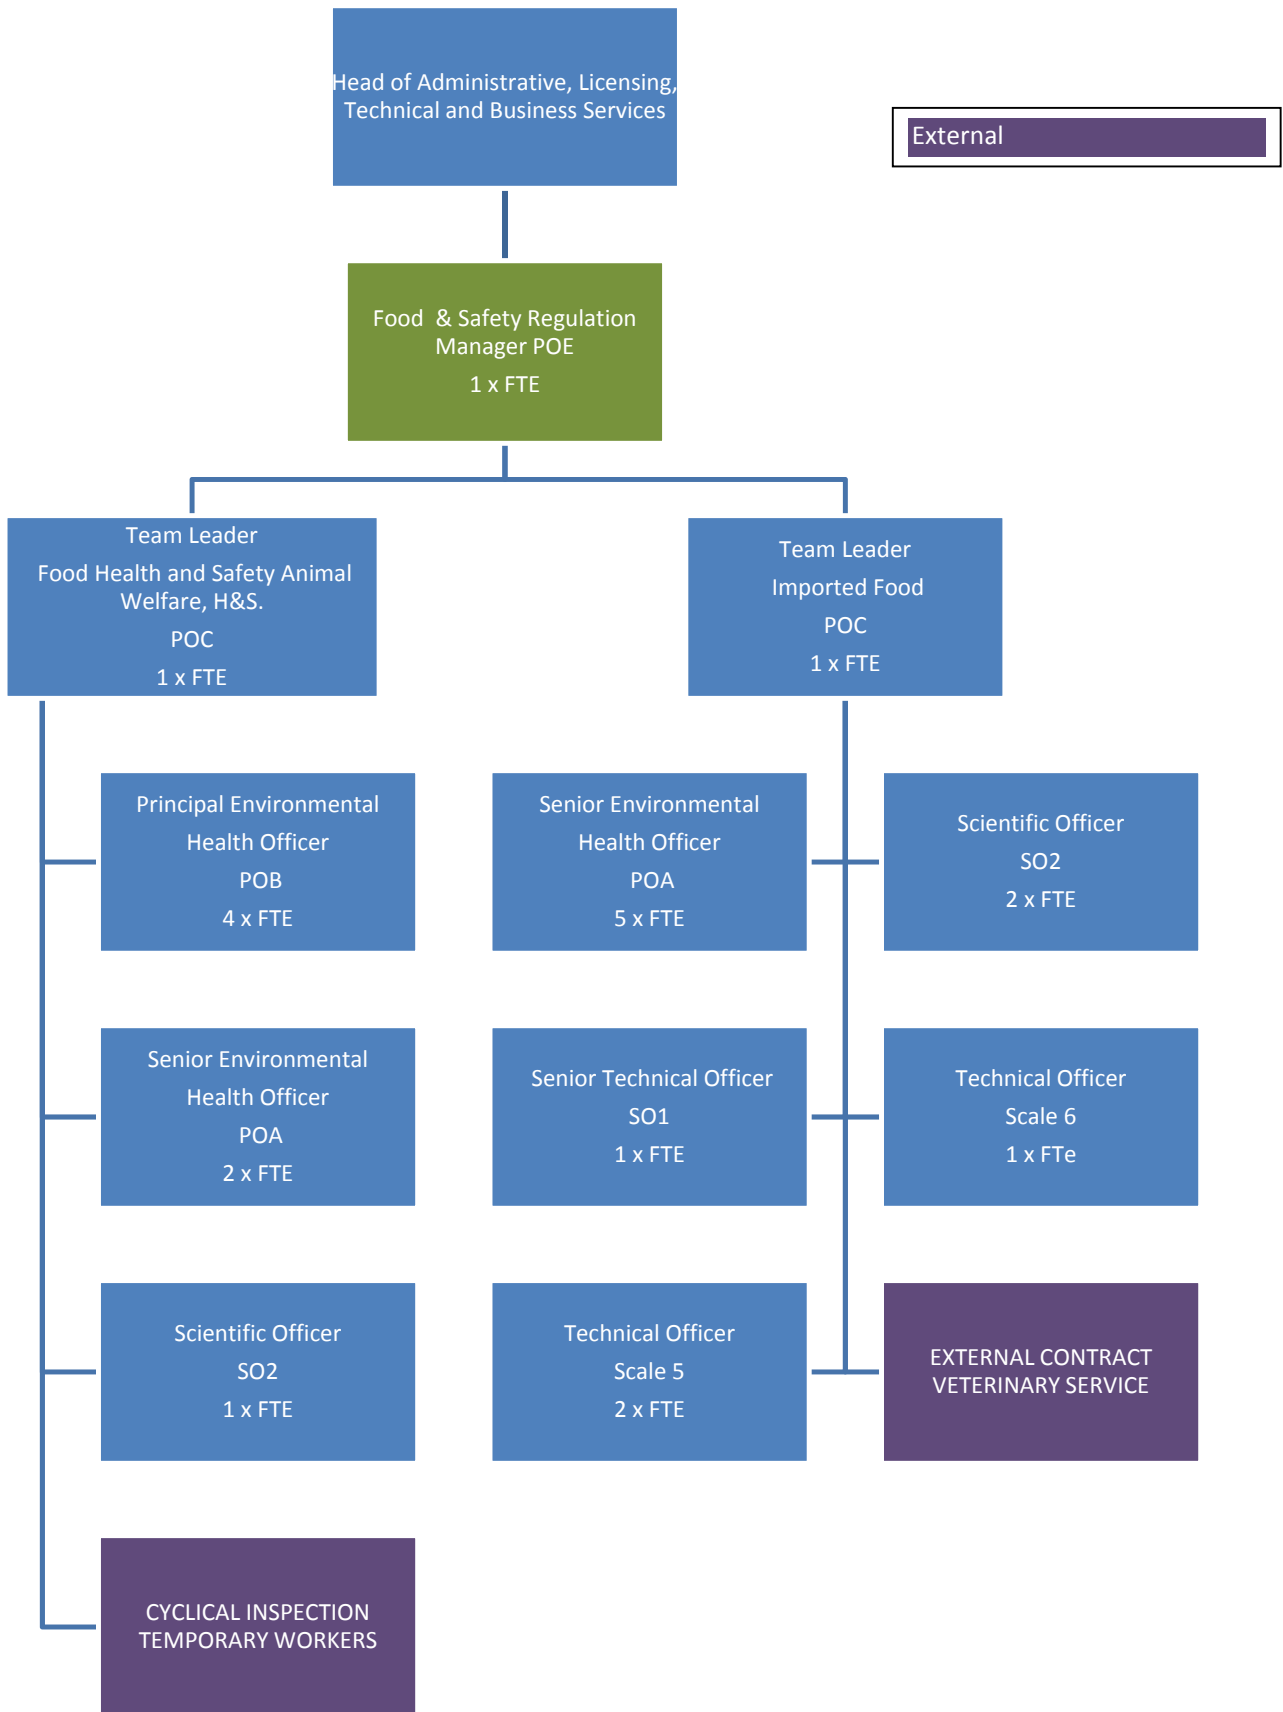 Head of Administrative, Licensing,
Technical and Business Services
External
Food & Safety Regulation
Manager POE
1 x FTE
Team Leader
Food Health and Safety Animal
Welfare, H&S.
POC
1 x FTE
Team Leader
Imported Food
POC
1 x FTE
Principal Environmental
Health Officer
POB
4 x FTE
Senior Environmental
Health Officer
POA
5 x FTE
Scientific Officer
SO2
2 x FTE
Senior Environmental
Health Officer
POA
2 x FTE
Senior Technical Officer
SO1
1 x FTE
Technical Officer
Scale 6
1 x FTe
Scientific Officer
SO2
1 x FTE
Technical Officer
Scale 5
2 x FTE
EXTERNAL CONTRACT
VETERINARY SERVICE
CYCLICAL INSPECTION
TEMPORARY WORKERS